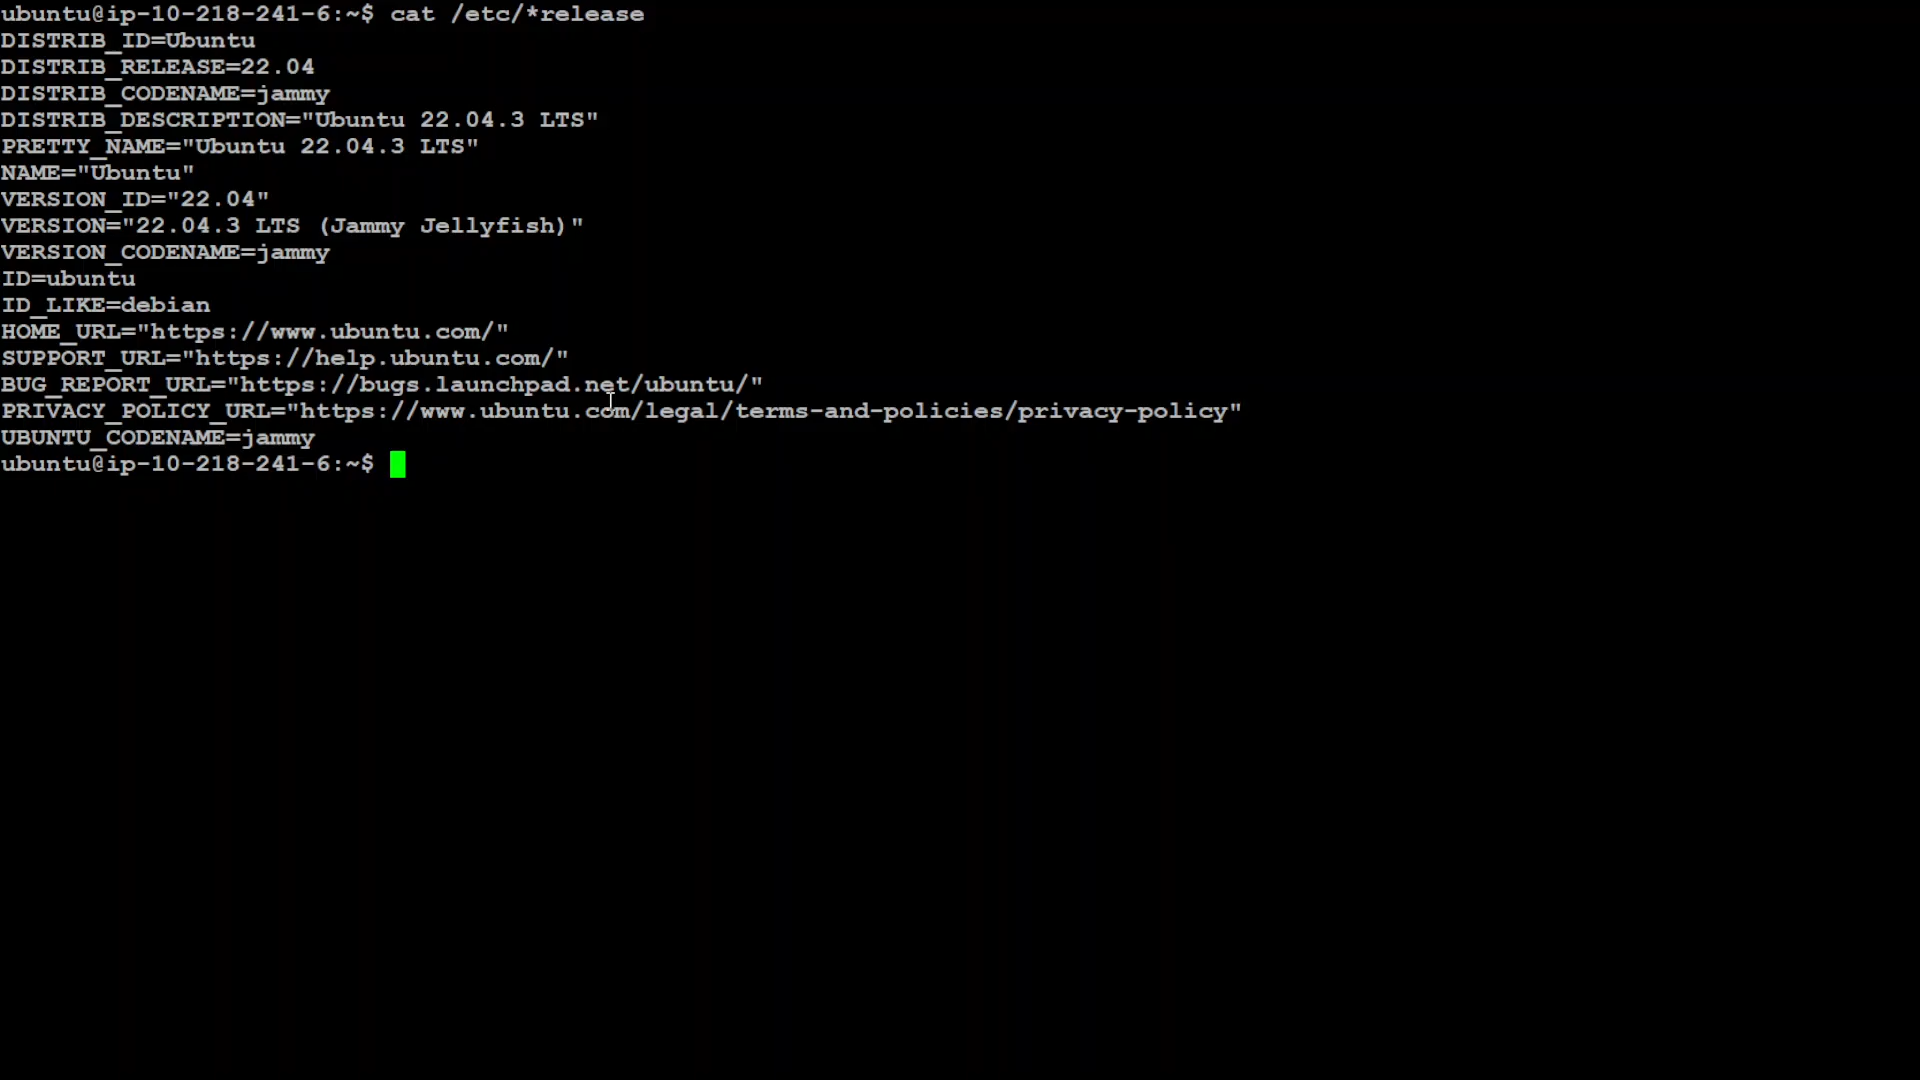 ubuntu@ip-10-218-241-6:~$ cat /etc/*release
DISTRIB_ID=Ubuntu
DISTRIB_RELEASE=22.04
DISTRIB_CODENAME=jammy
DISTRIB_DESCRIPTION="Ubuntu 22.04.3 LTS"
PRETTY_NAME="Ubuntu 22.04.3 LTS"
NAME="Ubuntu"
VERSION_ID="22.04"
VERSION="22.04.3 LTS (Jammy Jellyfish)"
VERSION_CODENAME=jammy
ID=ubuntu
ID_LIKE=debian
HOME_URL="https://www.ubuntu.com/"
SUPPORT_URL="https://help.ubuntu.com/"
BUG_REPORT_URL="https://bugs.launchpad.net/ubuntu/"
PRIVACY_POLICY_URL="https://www.ubuntu.com/legal/terms-and-policies/privacy-policy"
UBUNTU_CODENAME=jammy
ubuntu@ip-10-218-241-6:~$